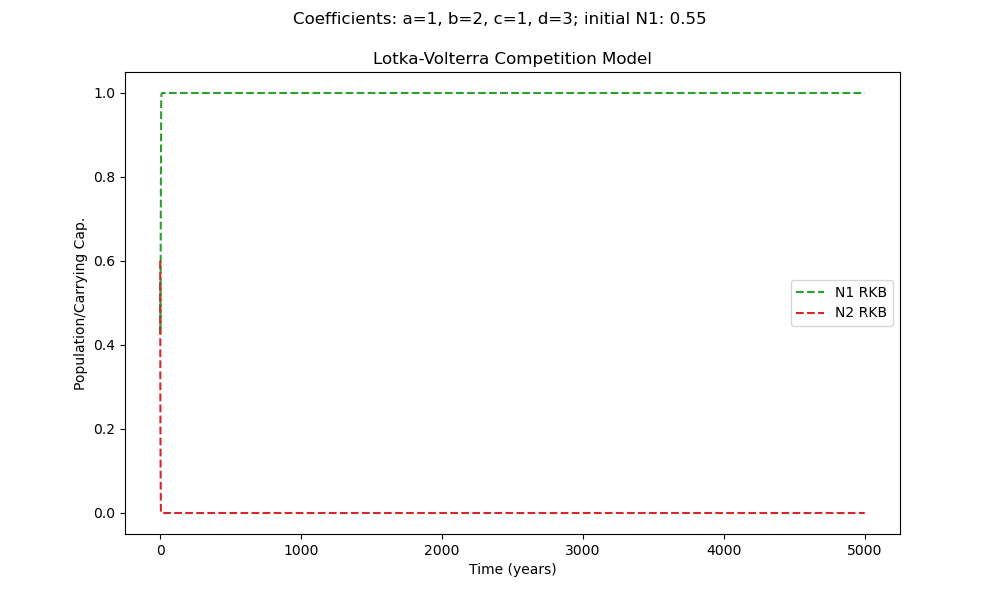 Coefficients: a=1, b=2, c=1, d=3; initial N1: 0.55
Lotka-Volterra Competition Model
Population/Carrying Cap.
1.0
0.8
0.6
0.4
0.2
0.0
N1 RKB
N2 RKB
0 1000 2000 3000 4000 5000
Time (years)